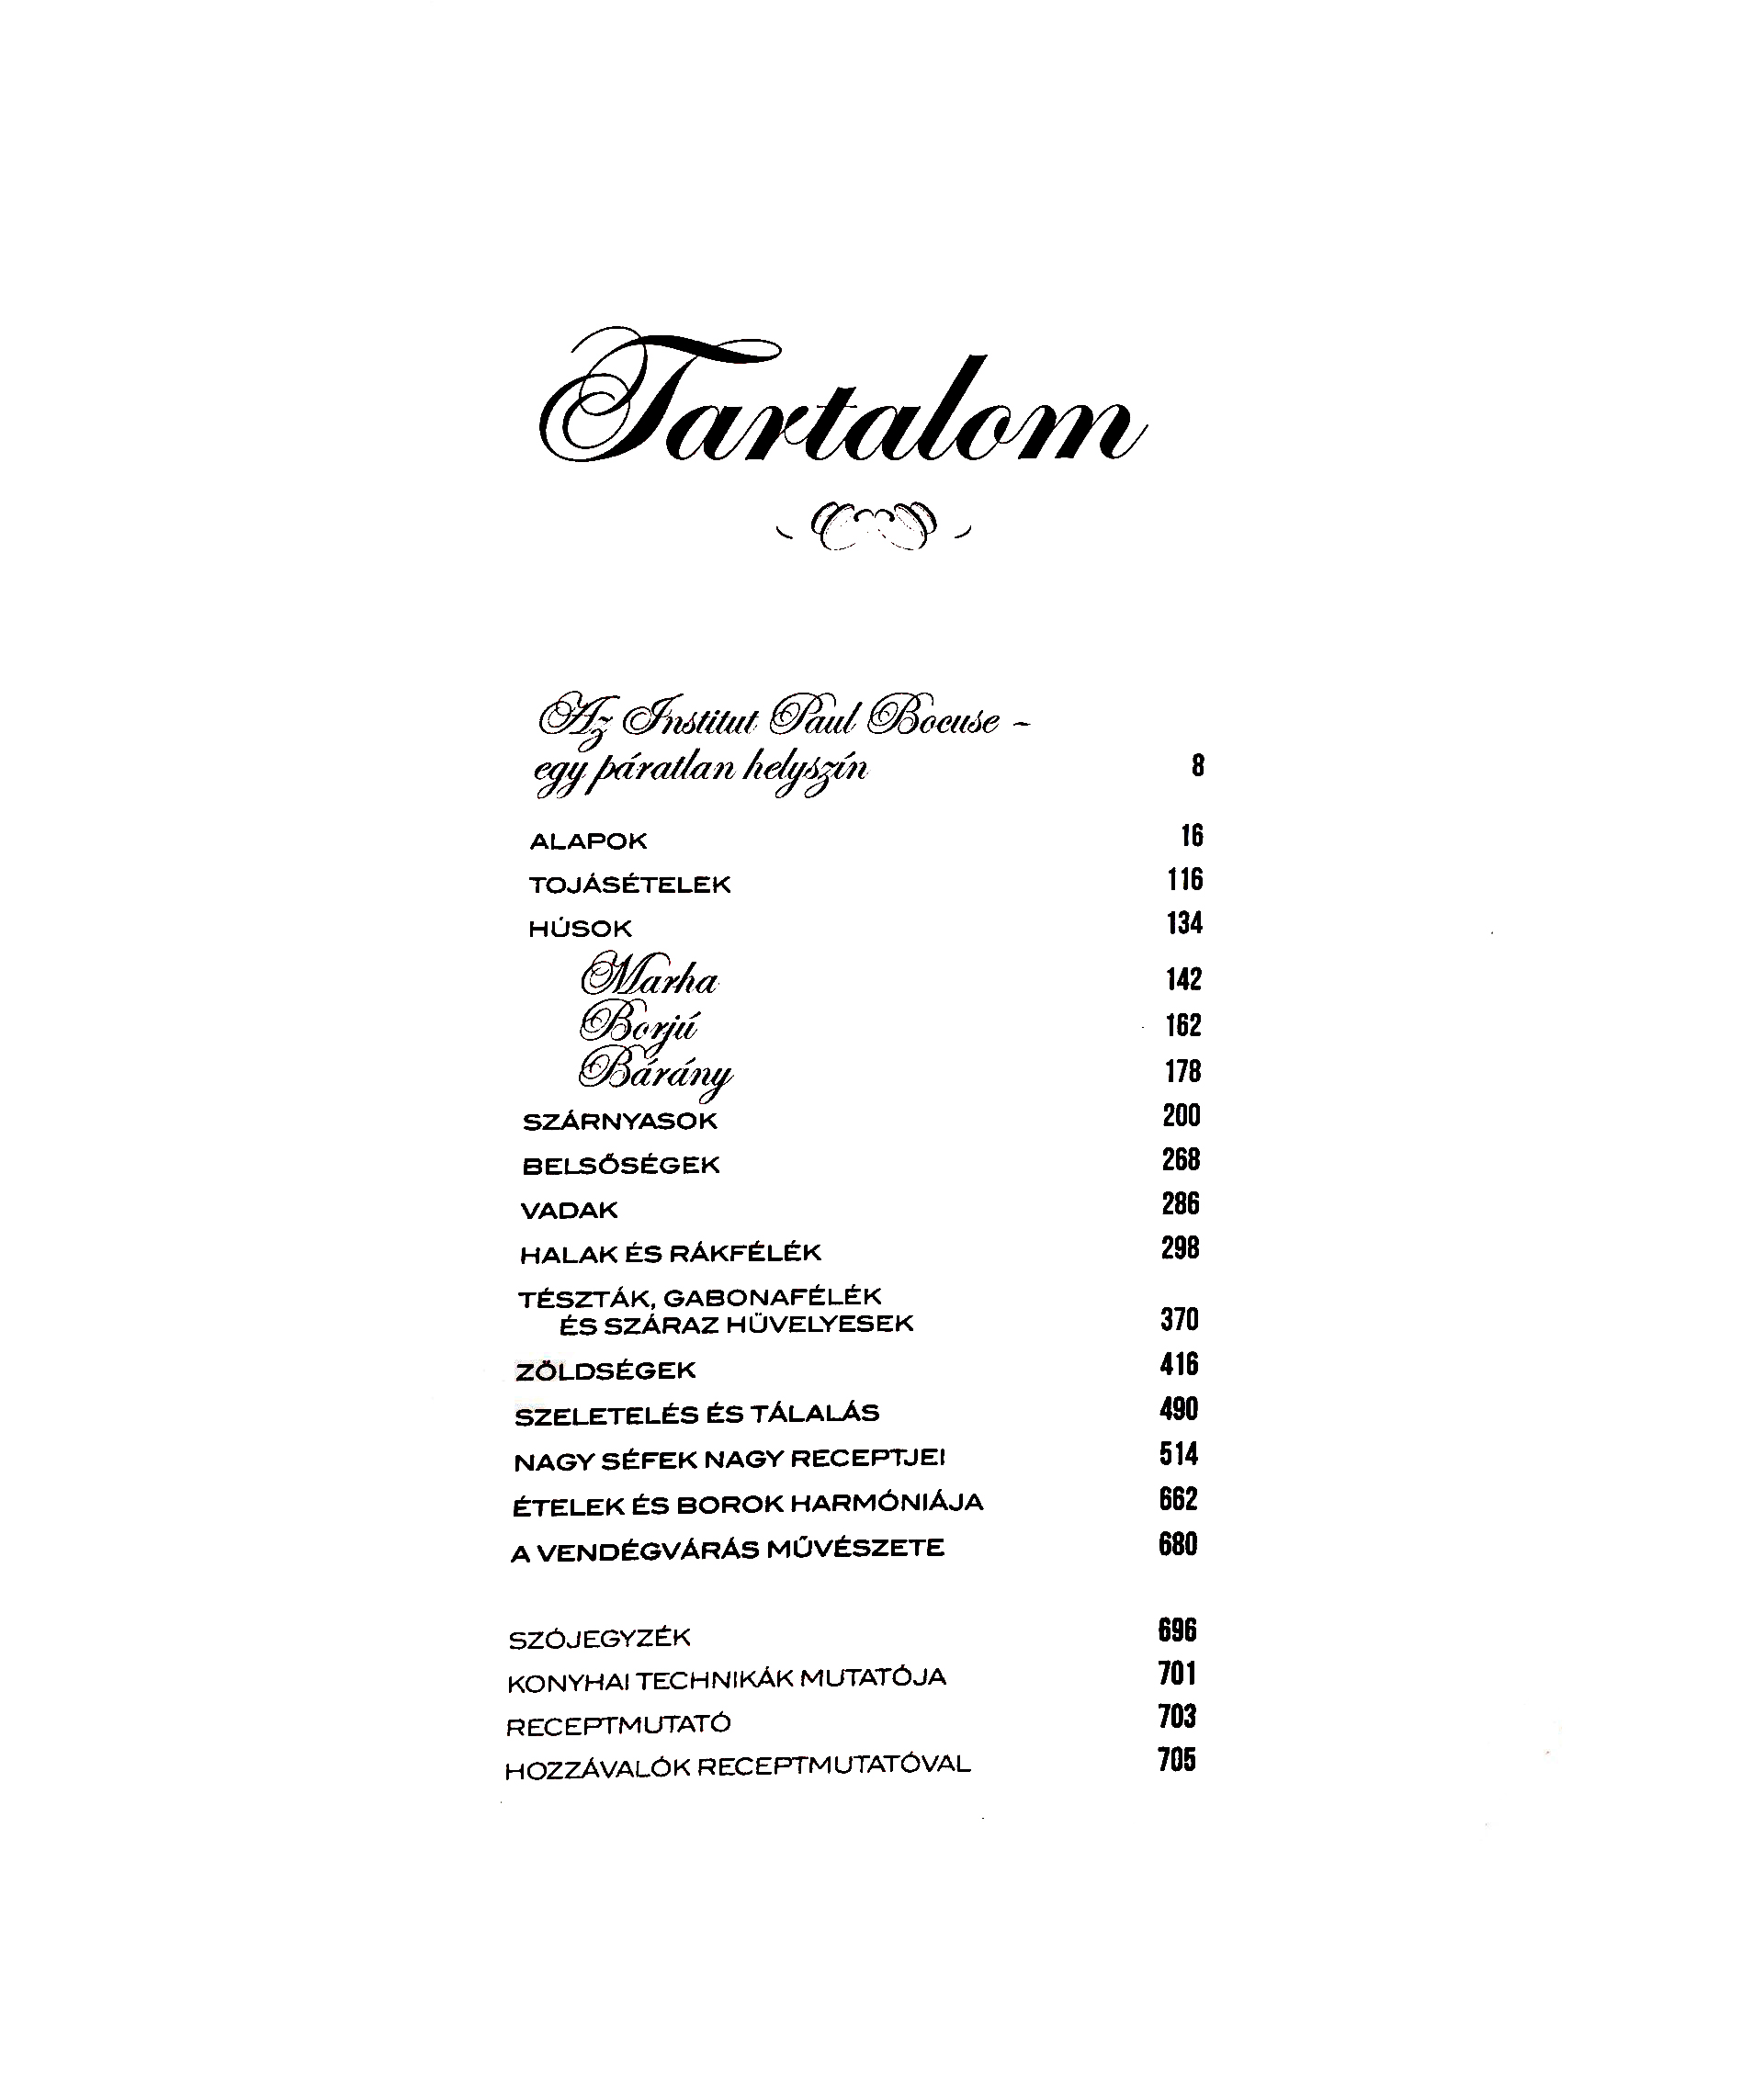 Tartalom
Az Institut Paul Bocuse –
egy páratlan helyszín 8
ALAPOK 16
TOJÁSÉTELEK 116
HÚSOK 134
Marha 142
Borjú 162
Bárány 178
SZÁRNYASOK 200
BELSŐSÉGEK 268
VADAK 286
HALAK ÉS RÁKFÉLÉK 298
TÉSZTÁK, GABONAFÉLÉK
ÉS SZÁRAZ HÜVELYESEK 370
ZÖLDSÉGEK 416
SZELETELÉS ÉS TÁLALÁS 490
NAGY SÉFEK NAGY RECEPTJEI 514
ÉTELEK ÉS BOROK HARMÓNIÁJA 662
A VENDÉGVÁRÁS MŰVÉSZETE 680
SZÓJEGYZÉK 696
KONYHAI TECHNIKÁK MUTATÓJA 701
RECEPTMUTATÓ 703
HOZZÁVALÓK RECEPTMUTATÓVAL 705